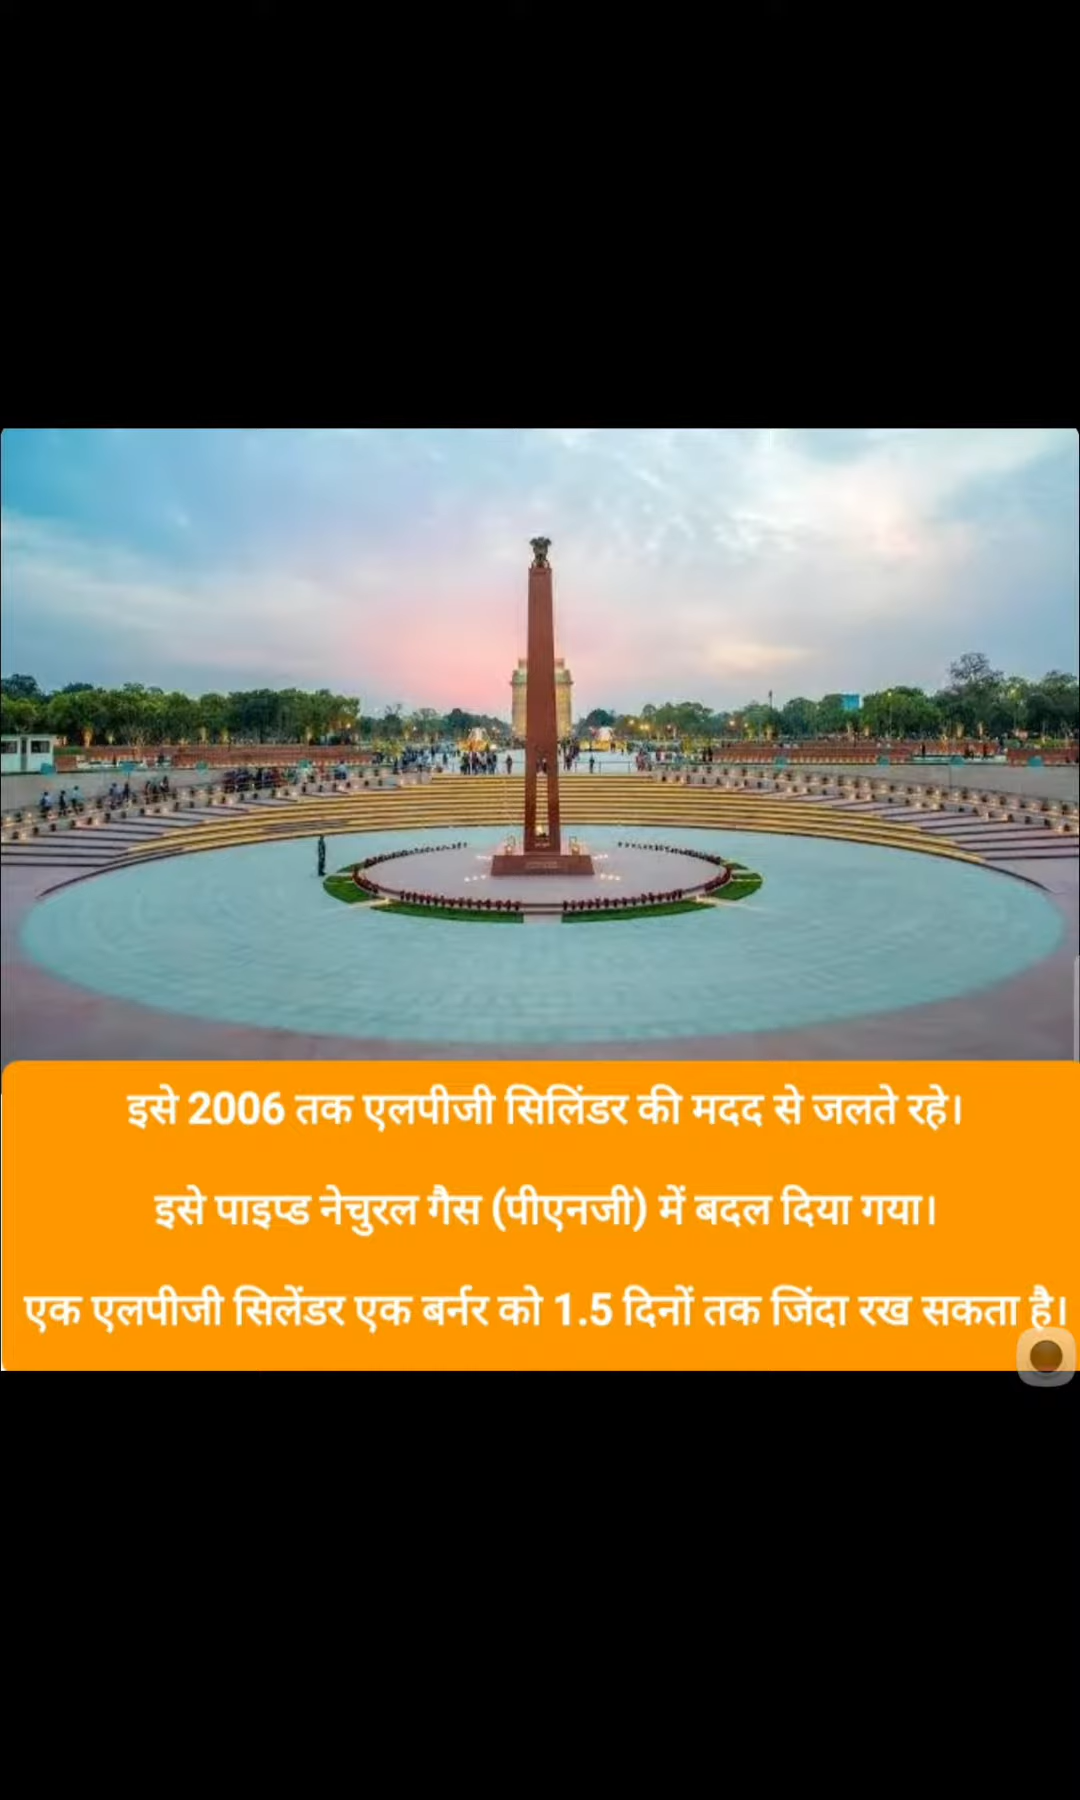 इसे 2006 तक एलपीजी सिलिंडर की मदद से जलते रहे।
इसे पाइप्ड नेचुरल गैस (पीएनजी) में बदल दिया गया।
एक एलपीजी सिलेंडर एक बर्नर को 1.5 दिनों तक जिंदा रख सकता है।